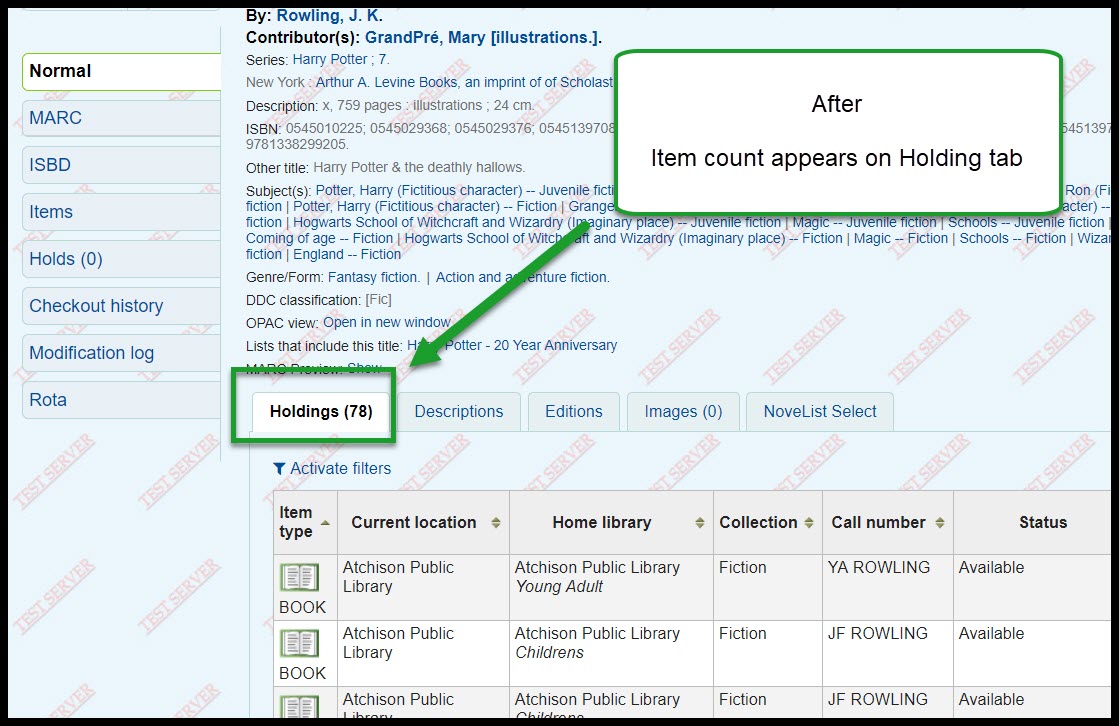 By: Rowling, J. K.
Contributor(s): GrandPré, Mary [illustrations.].
Series: Harry Potter ; 7.
New York : Arthur A. Levine Books, an imprint of of Scholast
Description: x, 759 pages : illustrations ; 24 cm.
ISBN: 0545010225; 0545029368; 0545029376; 054513970
9781338299205.
Other title: Harry Potter & the deathly hallows.
Subject(s): Potter, Harry (Fictitious character) -- Juvenile ficti Ron (Fi
fiction | Potter, Harry (Fictitious character) -- Fiction | Grange acter) --
fiction | Hogwarts School of Witchcraft and Wizardry (Imaginary place) -- Juvenile fiction | Magic -- Juvenile fiction | Schools -- Juvenile fiction |
Coming of age -- Fiction | Hogwarts School of Witchcraft and Wizardry (Imaginary place) -- Fiction | Magic -- Fiction | Schools -- Fiction | Wizar
fiction | England -- Fiction
Genre/Form: Fantasy fiction. | Action and adventure fiction.
DDC classification: [Fic]
OPAC view: Open in new window
Lists that include this title: Ha Potter - 20 Year Anniversary
MARC Preview: Show
After
Item count appears on Holding tab
Normal
MARC
ISBD
Items
Holds (0)
Checkout history
Modification log
Rota
Holdings (78) Descriptions Editions Images (0) NoveList Select
Activate filters
Item type Current location Home library Collection Call number Status
BOOK Atchison Public Library Atchison Public Library Young Adult Fiction YA ROWLING Available
BOOK Atchison Public Library Atchison Public Library Childrens Fiction JF ROWLING Available
Atchison Public Library Atchison Public Library Childrens Fiction JF ROWLING Available
TEST SERVER